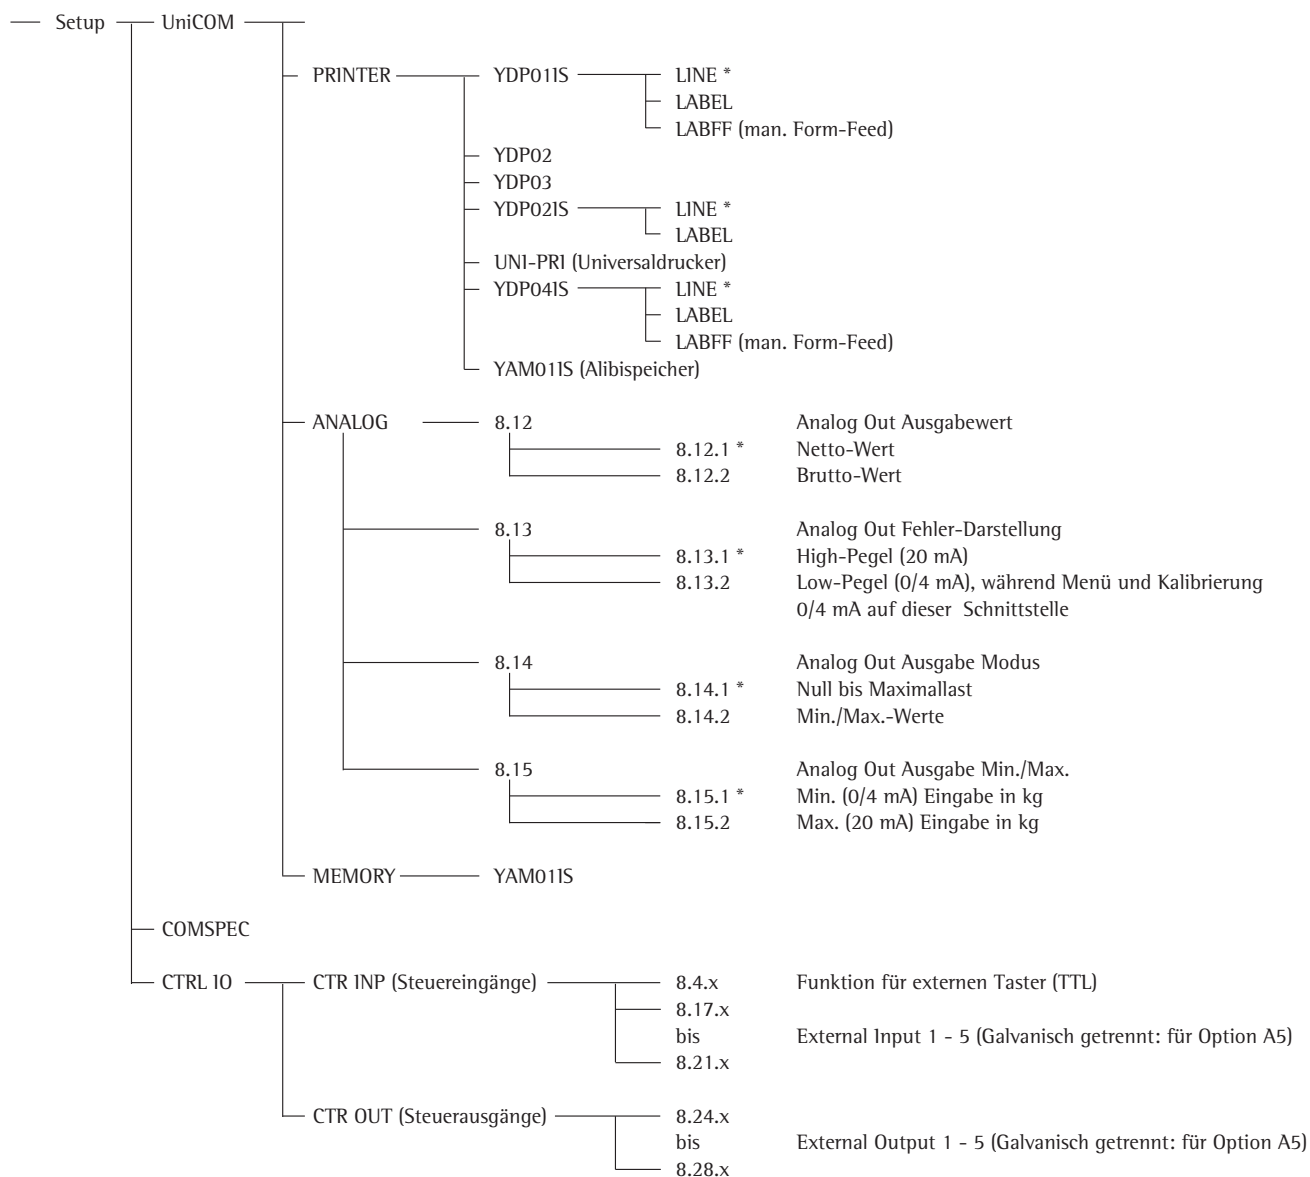 Setup UniCOM
PRINTER YDP01IS LINE *
LABEL
LABFF (man. Form-Feed)
YDP02
YDP03
YDP02IS LINE *
LABEL
UNI-PRI (Universaldrucker)
YDP04IS LINE *
LABEL
LABFF (man. Form-Feed)
YAM01IS (Alibispeicher)
ANALOG 8.12 Analog Out Ausgabewert
8.12.1 * Netto-Wert
8.12.2 Brutto-Wert
8.13 Analog Out Fehler-Darstellung
8.13.1 * High-Pegel (20 mA)
8.13.2 Low-Pegel (0/4 mA), während Menü und Kalibrierung
0/4 mA auf dieser Schnittstelle
8.14 Analog Out Ausgabe Modus
8.14.1 * Null bis Maximallast
8.14.2 Min./Max.-Werte
8.15 Analog Out Ausgabe Min./Max.
8.15.1 * Min. (0/4 mA) Eingabe in kg
8.15.2 Max. (20 mA) Eingabe in kg
MEMORY YAM01IS
COMSPEC
CTRL IO CTR INP (Steuereingänge) 8.4.x Funktion für externen Taster (TTL)
8.17.x
bis External Input 1 - 5 (Galvanisch getrennt: für Option A5)
8.21.x
CTR OUT (Steuerausgänge) 8.24.x
bis External Output 1 - 5 (Galvanisch getrennt: für Option A5)
8.28.x